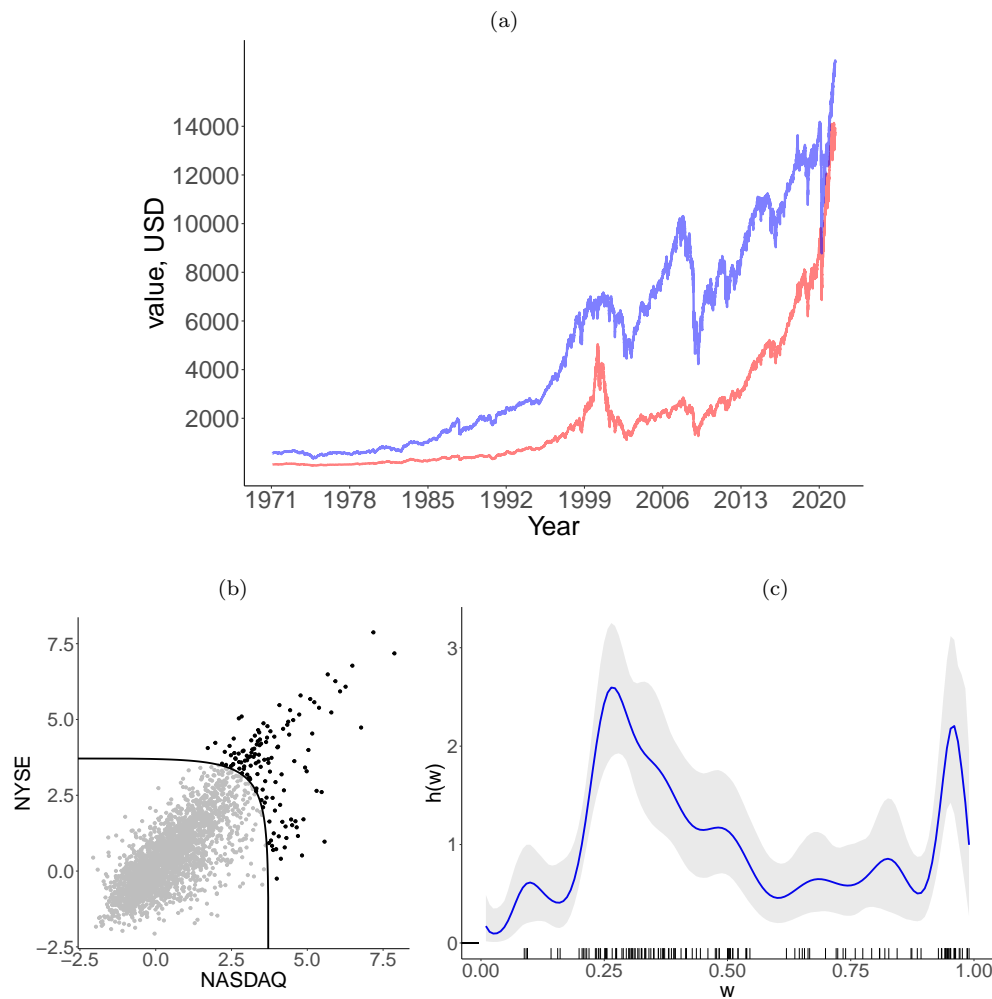 (a)
value, USD
14000
12000
10000
8000
6000
4000
2000
1971 1978 1985 1992 1999 2006 2013 2020
Year
(b)
NYSE
7.5
5.0
2.5
0.0
−2.5
−2.5 0.0 2.5 5.0 7.5
NASDAQ
(c)
h(w)
3
2
1
0
0.00 0.25 0.50 0.75 1.00
w